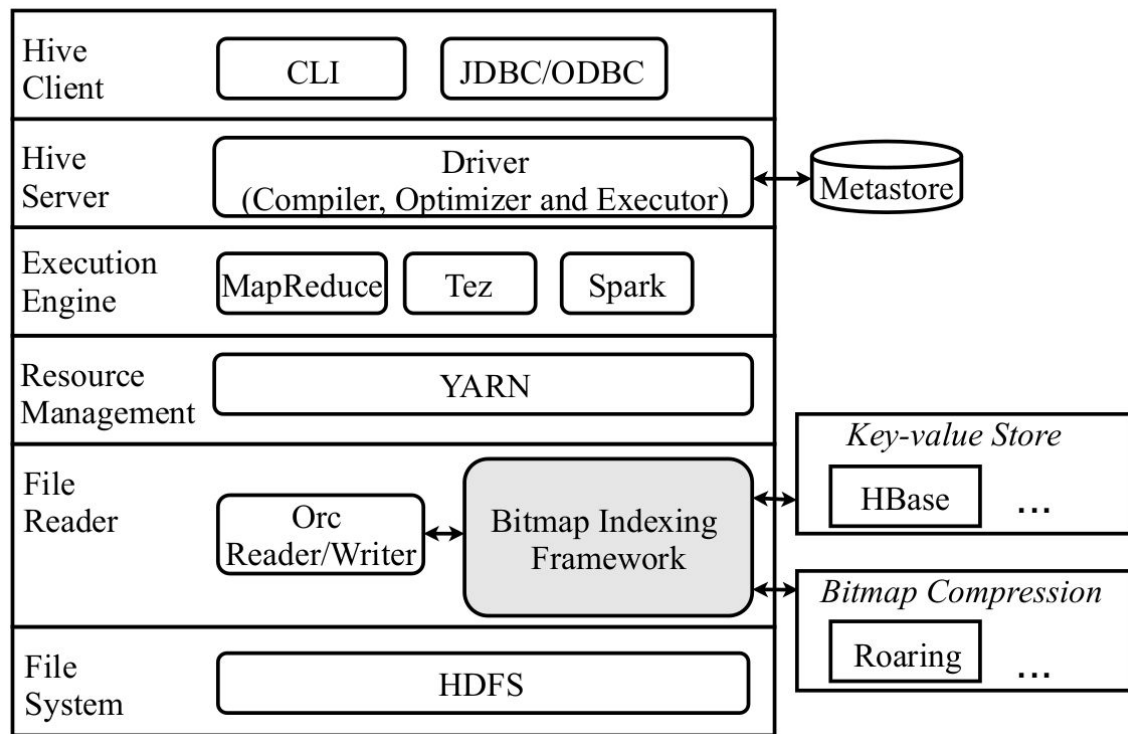 Hive
Client
CLI
JDBC/ODBC
Hive
Server
Driver
(Compiler, Optimizer and Executor)
Metastore
Execution
Engine
MapReduce
Tez
Spark
Resource
Management
YARN
File
Reader
Orc
Reader/Writer
Bitmap Indexing
Framework
Key-value Store
HBase
...
Bitmap Compression
Roaring
...
File
System
HDFS